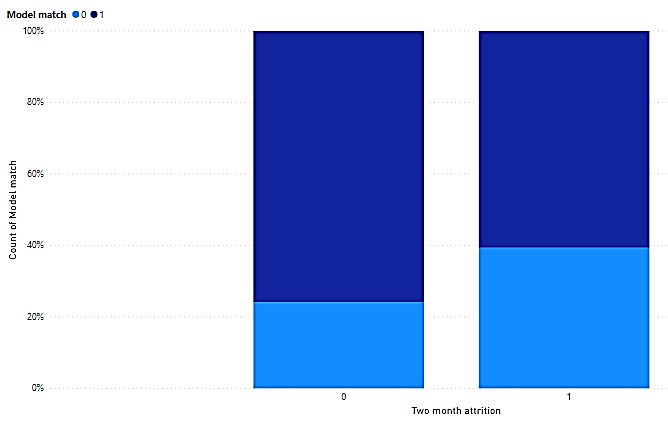 Model match 0 1
100%
80%
60%
40%
20%
0%
Count of Model match
0 1
Two month attrition